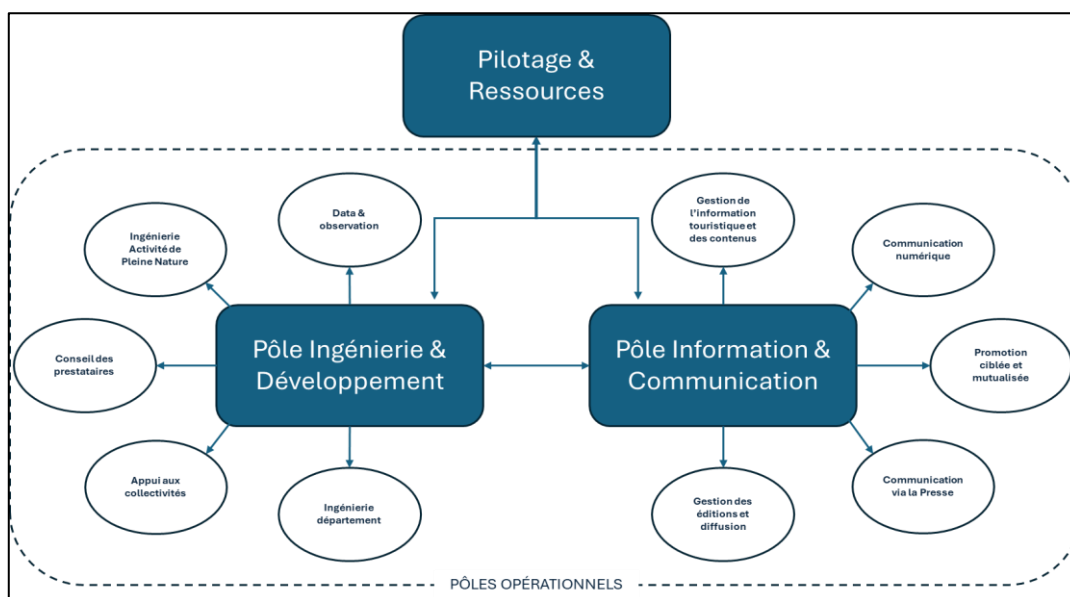 Pilotage &
Ressources
Data &
observation
Gestion de
l'information
touristique et
des contenus
Ingénierie
Activité de
Pleine Nature
Communication
numérique
Pôle Ingénierie &
Développement
Pôle Information &
Communication
Conseil des
prestataires
Promotion
ciblée et
mutualisée
Appui aux
collectivités
Ingénierie
département
Gestion des
éditions et
diffusion
Communication
via la Presse
PÔLES OPÉRATIONNELS